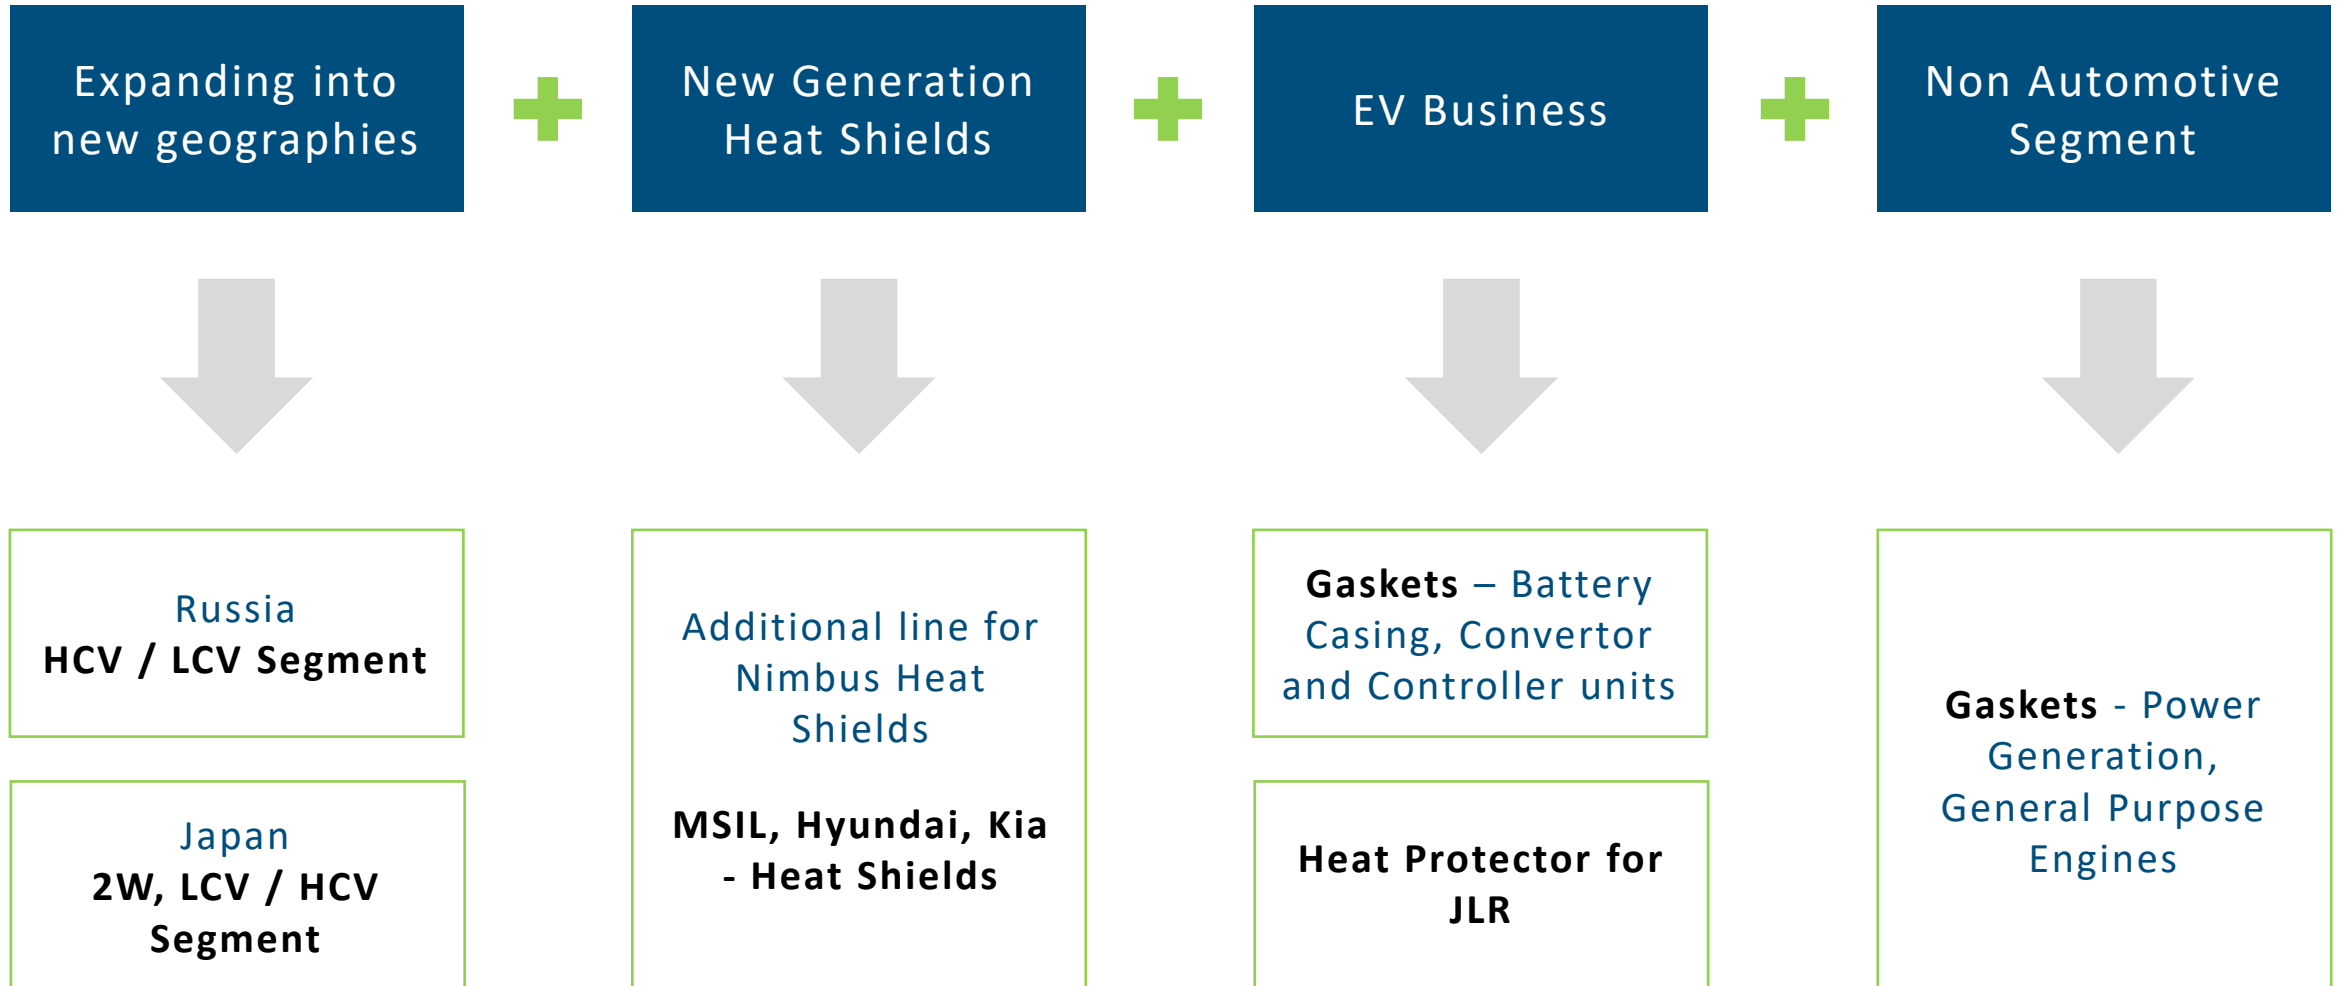 Expanding into
new geographies
New Generation
Heat Shields
EV Business
Non Automotive
Segment
Russia
HCV / LCV Segment
Japan
2W, LCV / HCV
Segment
Additional line for
Nimbus Heat
Shields
MSIL, Hyundai, Kia
- Heat Shields
Gaskets – Battery
Casing, Convertor
and Controller units
Heat Protector for
JLR
Gaskets - Power
Generation,
General Purpose
Engines